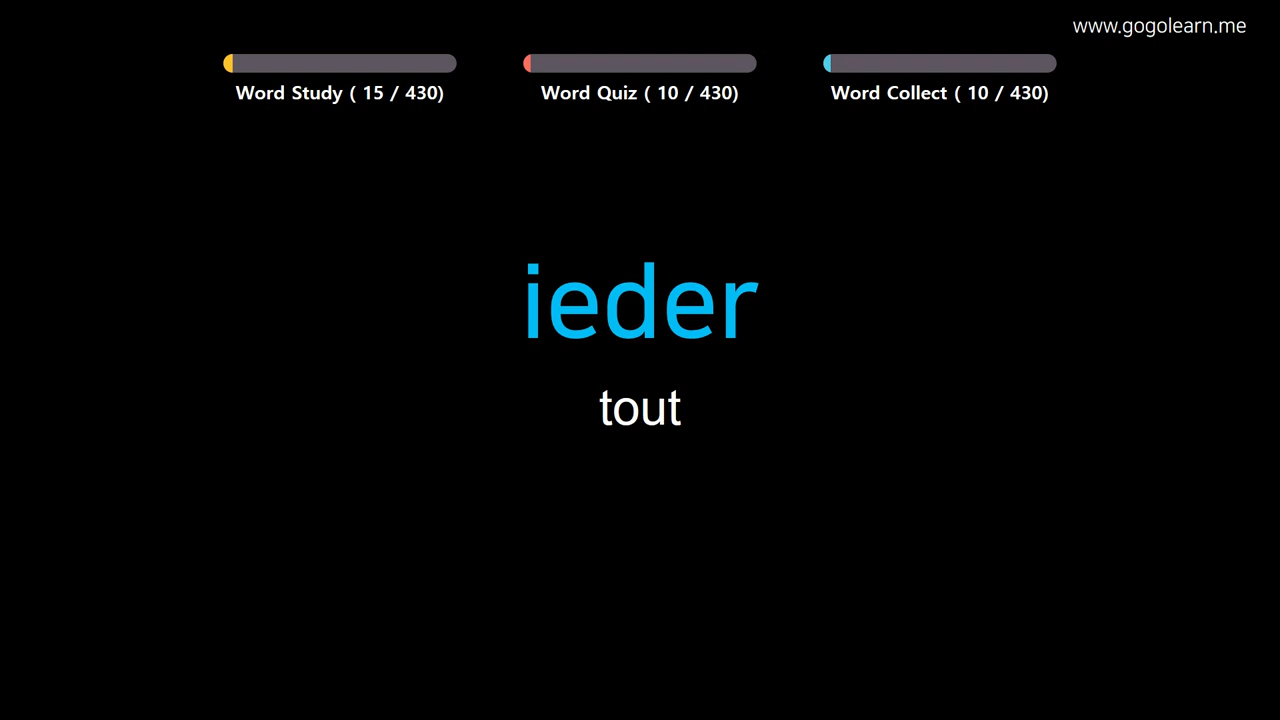 www.gogolearn.me
Word Study ( 15 / 430)
Word Quiz ( 10 / 430)
Word Collect ( 10 / 430)
ieder
tout